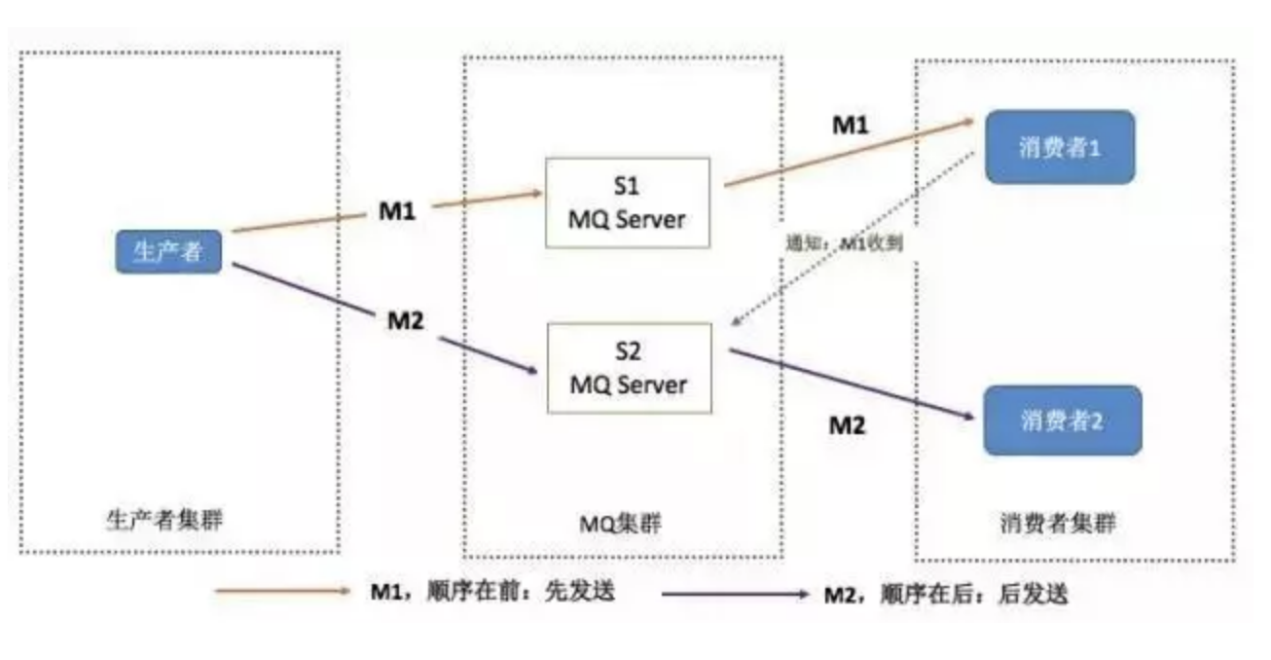 M1
消费者1
S1
MQ Server
M1
生产者
通知：M1收到
M2
S2
MQ Server
M2
消费者2
生产者集群
MQ集群
消费者集群
M1，顺序在前：先发送
M2，顺序在后：后发送